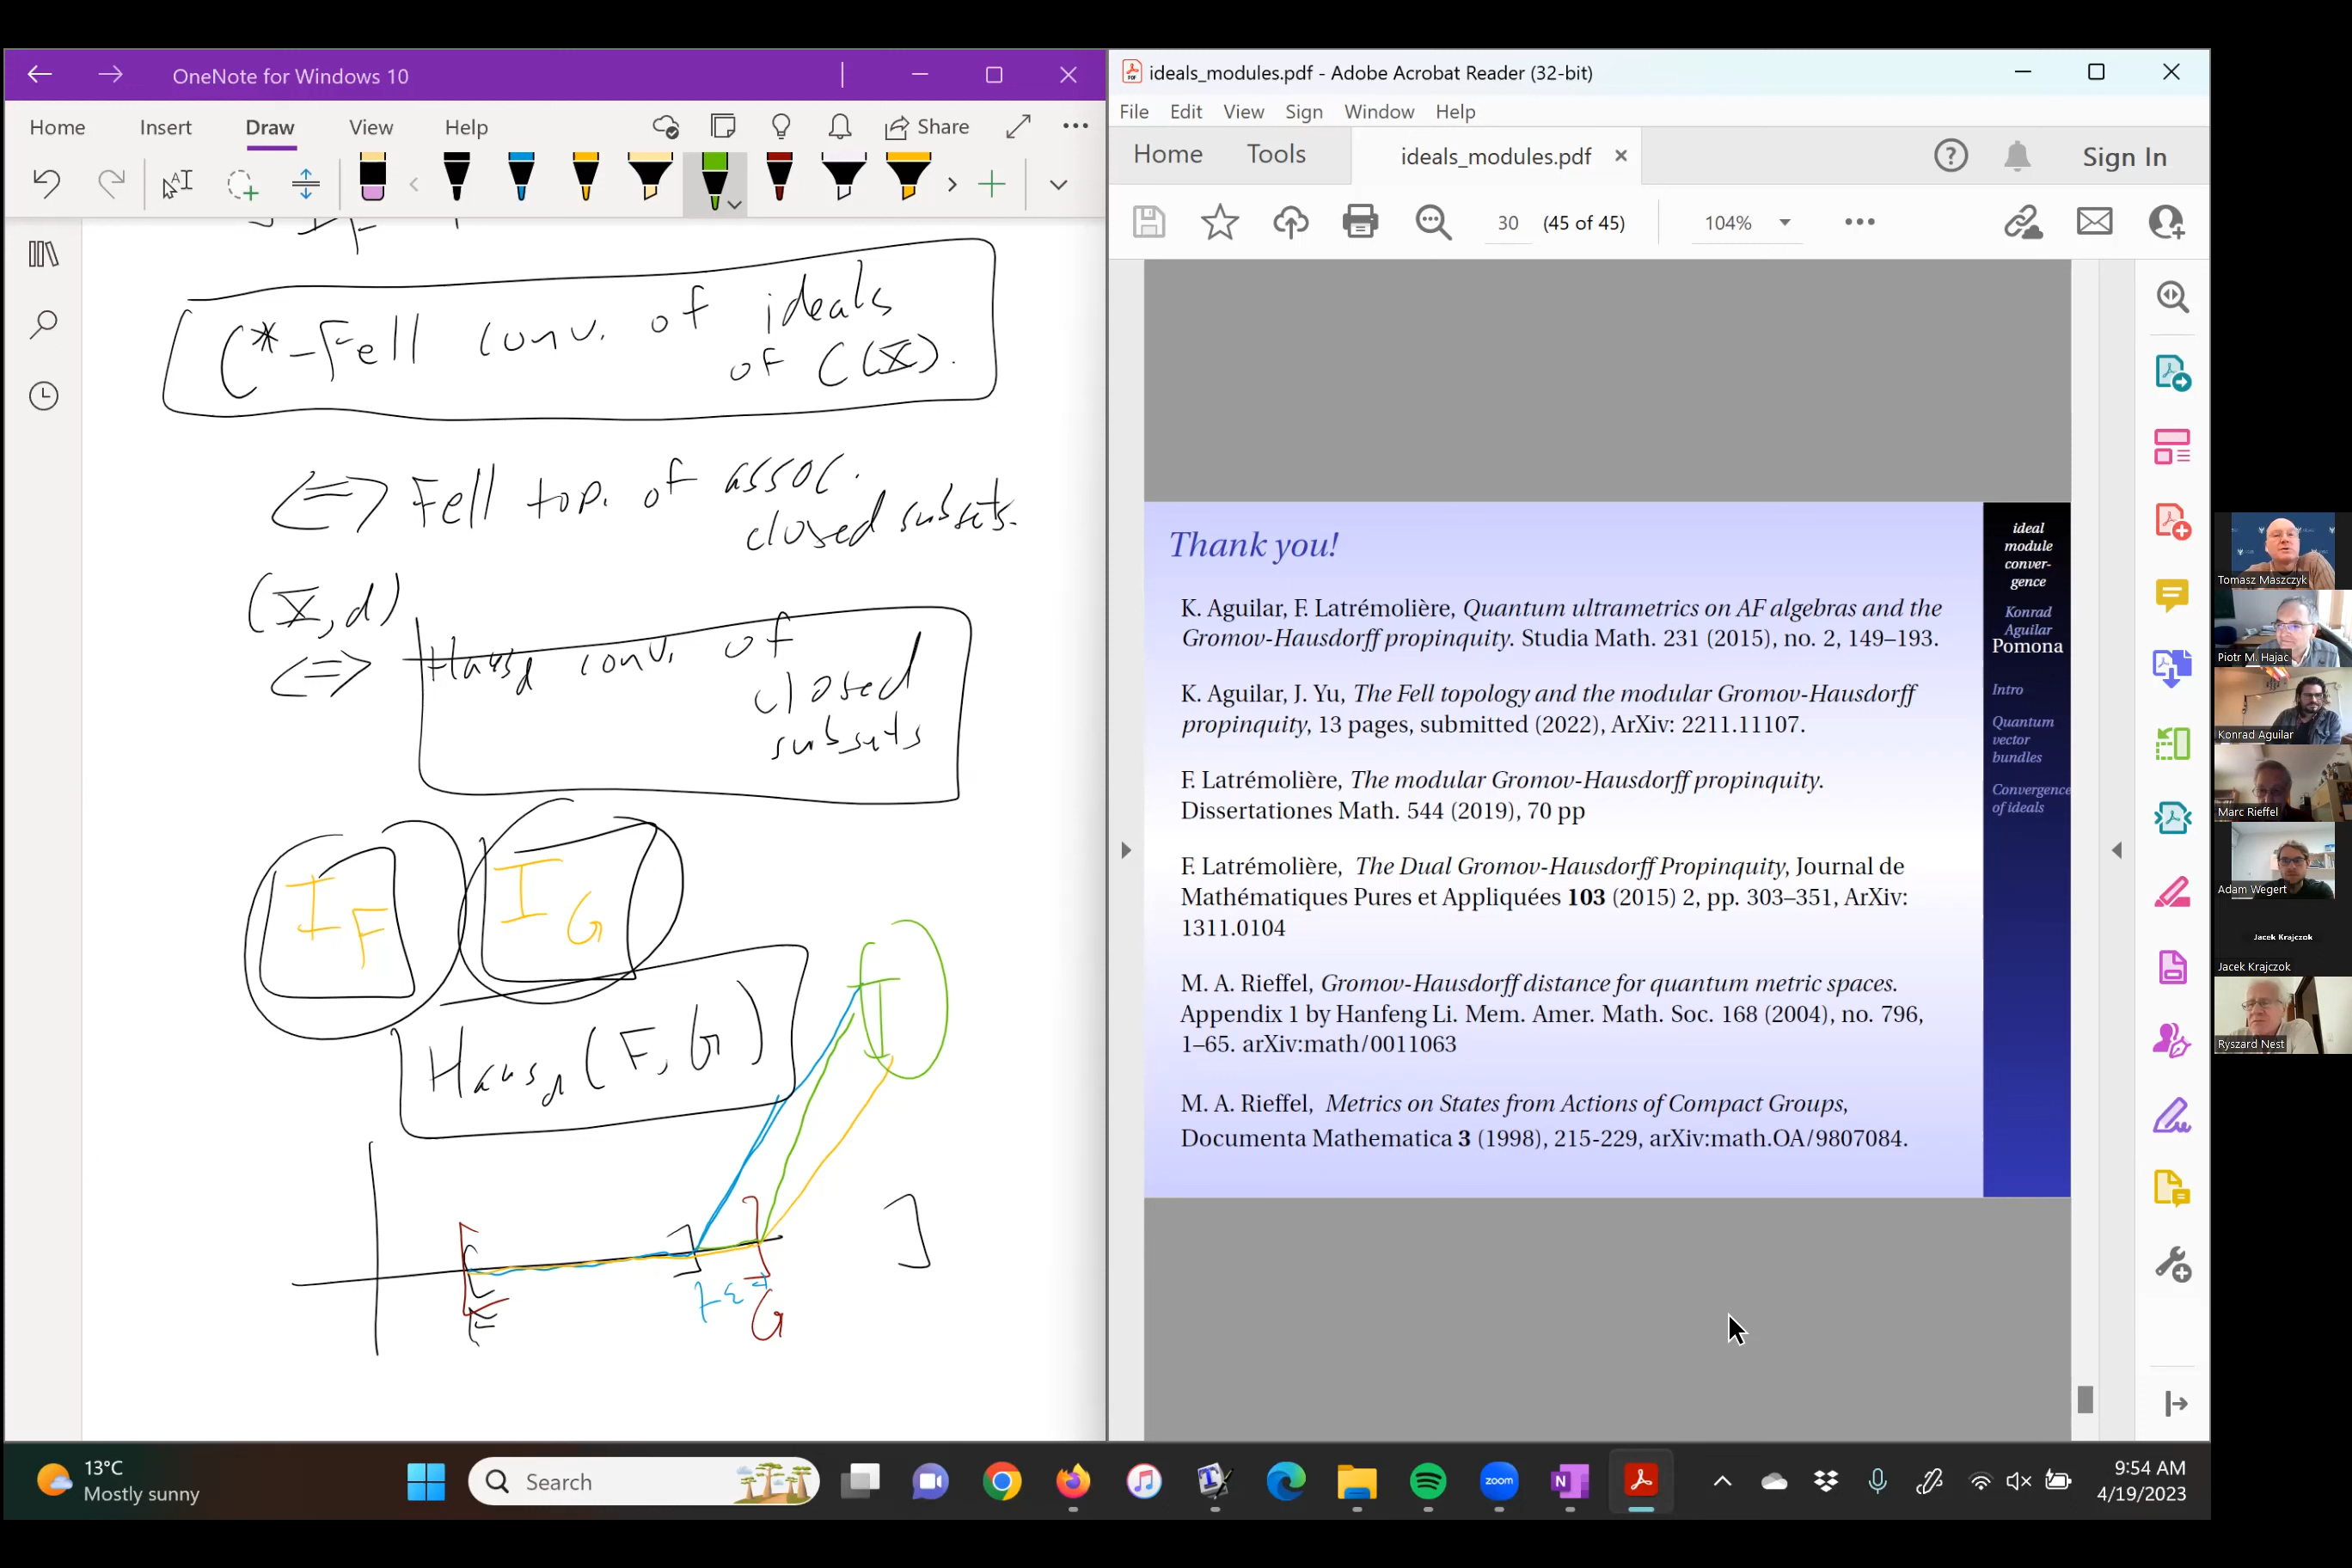 OneNote for Windows 10
Home Insert Draw View Help Share
C*-Fell conv. of ideals
of C(X).
<=> Fell top. of assoc.
closed subsets.
(X, d)
<=> Haus_d conv. of
closed
subsets
I_F I_G
Haus_d (F, G)
F G
ideals_modules.pdf - Adobe Acrobat Reader (32-bit)
File Edit View Sign Window Help
Home Tools ideals_modules.pdf Sign In
30 (45 of 45) 104%
Thank you!
K. Aguilar, F. Latrémolière, Quantum ultrametrics on AF algebras and the
Gromov-Hausdorff propinquity. Studia Math. 231 (2015), no. 2, 149–193.
K. Aguilar, J. Yu, The Fell topology and the modular Gromov-Hausdorff
propinquity, 13 pages, submitted (2022), ArXiv: 2211.11107.
F. Latrémolière, The modular Gromov-Hausdorff propinquity.
Dissertationes Math. 544 (2019), 70 pp
F. Latrémolière, The Dual Gromov-Hausdorff Propinquity, Journal de
Mathématiques Pures et Appliquées 103 (2015) 2, pp. 303–351, ArXiv:
1311.0104
M. A. Rieffel, Gromov-Hausdorff distance for quantum metric spaces.
Appendix 1 by Hanfeng Li. Mem. Amer. Math. Soc. 168 (2004), no. 796,
1–65. arXiv:math/0011063
M. A. Rieffel, Metrics on States from Actions of Compact Groups,
Documenta Mathematica 3 (1998), 215-229, arXiv:math.OA/9807084.
ideal
module
conver-
gence
Konrad
Aguilar
Pomona
Intro
Quantum
vector
bundles
Convergence
of ideals
Tomasz Maszczyk
Piotr M. Hajac
Konrad Aguilar
Marc Rieffel
Adam Wegert
Jacek Krajczok
Jacek Krajczok
Ryszard Nest
13°C
Mostly sunny
Search
zoom
9:54 AM
4/19/2023